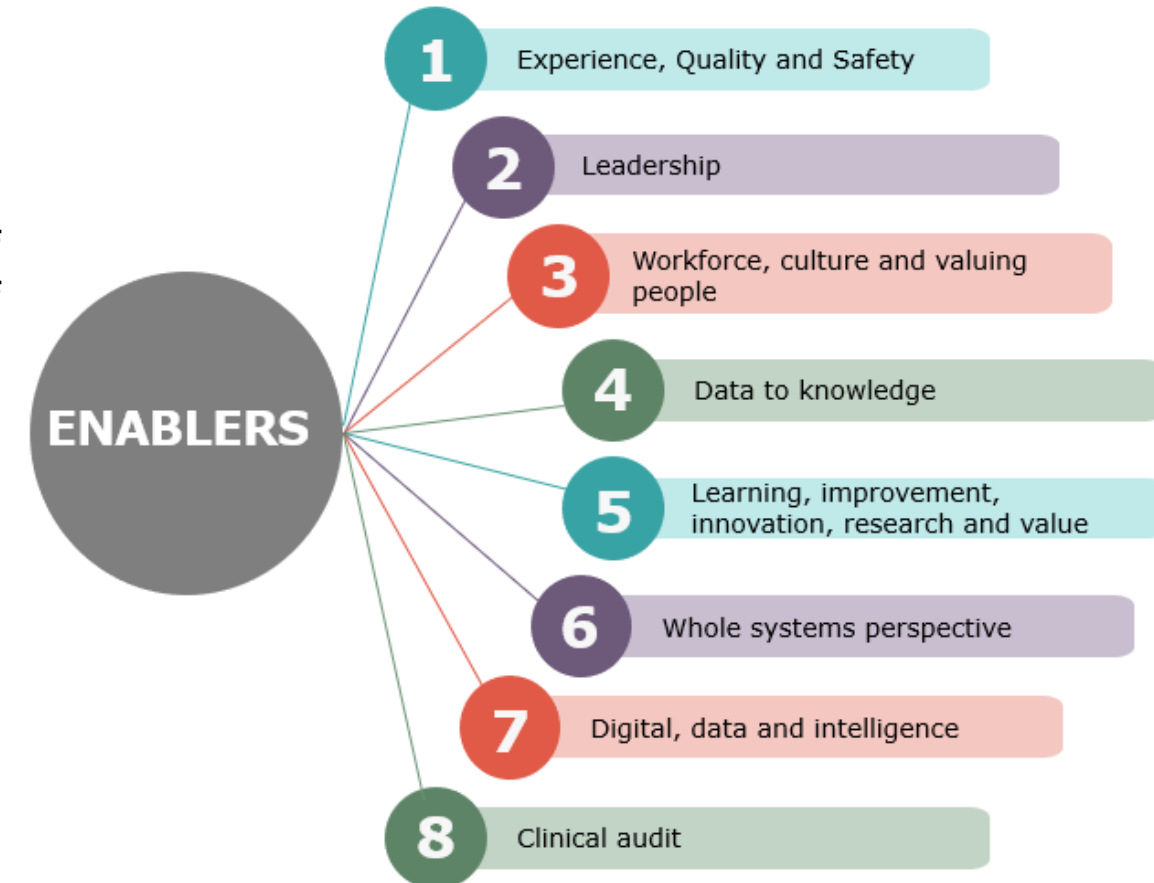 1
Experience, Quality and Safety
2
Leadership
3
Workforce, culture and valuing
people
4
Data to knowledge
ENABLERS
5
Learning, improvement,
innovation, research and value
6
Whole systems perspective
7
Digital, data and intelligence
8
Clinical audit